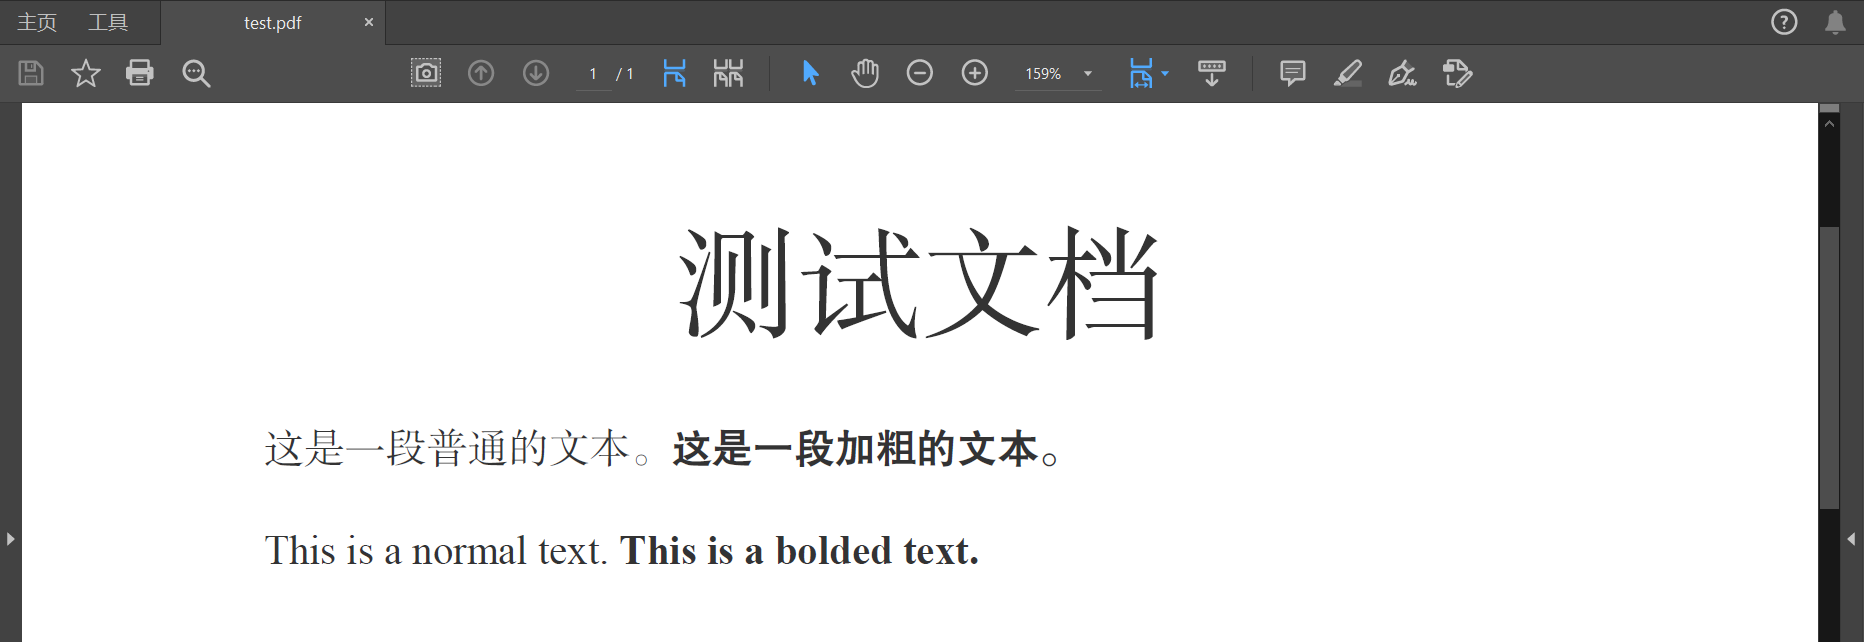 主页 工具 test.pdf ×
1 / 1 159%
测试文档
这是一段普通的文本。这是一段加粗的文本。
This is a normal text. This is a bolded text.